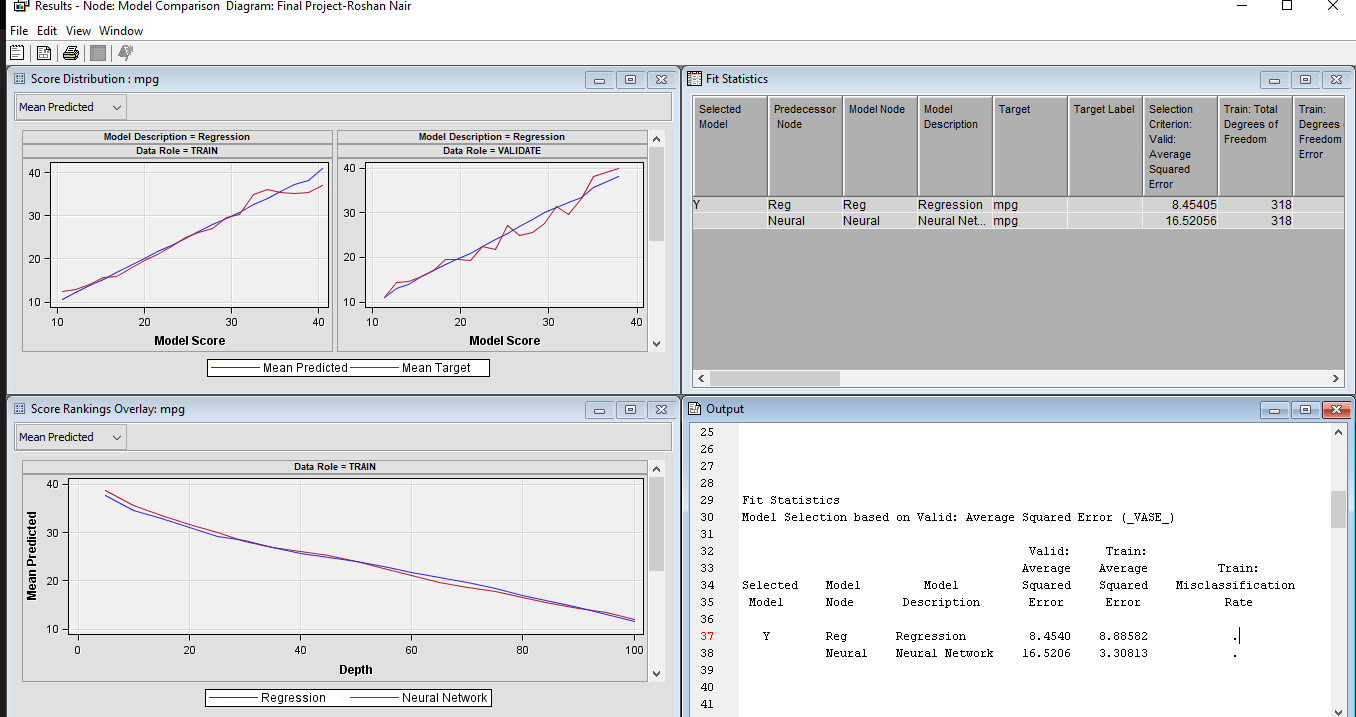 Results - Node: Model Comparison  Diagram: Final Project-Roshan Nair
File Edit View Window
Score Distribution : mpg
Mean Predicted
Model Description = Regression
Model Description = Regression
Data Role = TRAIN
Data Role = VALIDATE
40
30
20
10
10 20 30 40
Model Score
40
30
20
10
10 20 30 40
Model Score
Mean Predicted Mean Target
Fit Statistics
Selected Model
Predecessor Node
Model Node
Model Description
Target
Target Label
Selection Criterion: Valid: Average Squared Error
Train: Total Degrees of Freedom
Train: Degrees Freedom Error
Y Reg Reg Regression mpg 8.45405 318
Neural Neural Neural Net... mpg 16.52056 318
Score Rankings Overlay: mpg
Mean Predicted
Data Role = TRAIN
Mean Predicted
40
30
20
10
0 20 40 60 80 100
Depth
Regression Neural Network
Output
25
26
27
28
29 Fit Statistics
30 Model Selection based on Valid: Average Squared Error (_VASE_)
31
32 Valid: Train:
33 Average Average Train:
34 Selected Model Model Squared Squared Misclassification
35 Model Node Description Error Error Rate
36
37 Y Reg Regression 8.4540 8.88582 .
38 Neural Neural Network 16.5206 3.30813 .
39
40
41